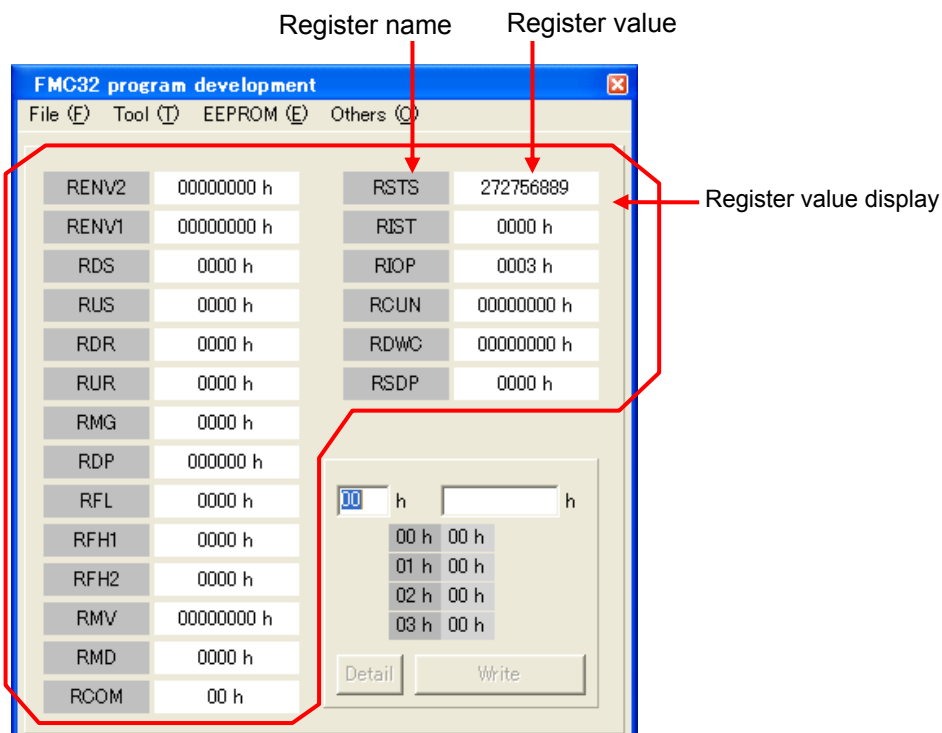 Register name
Register value
FMC32 program development
File (F) Tool (T) EEPROM (E) Others (O)
RENV2 00000000 h
RENV1 00000000 h
RDS 0000 h
RUS 0000 h
RDR 0000 h
RUR 0000 h
RMG 0000 h
RDP 000000 h
RFL 0000 h
RFH1 0000 h
RFH2 0000 h
RMV 00000000 h
RMD 0000 h
RCOM 00 h
RSTS 272756889
RIST 0000 h
RIOP 0003 h
RCUN 00000000 h
RDWC 00000000 h
RSDP 0000 h
Register value display
00 h h
00 h 00 h
01 h 00 h
02 h 00 h
03 h 00 h
Detail Write